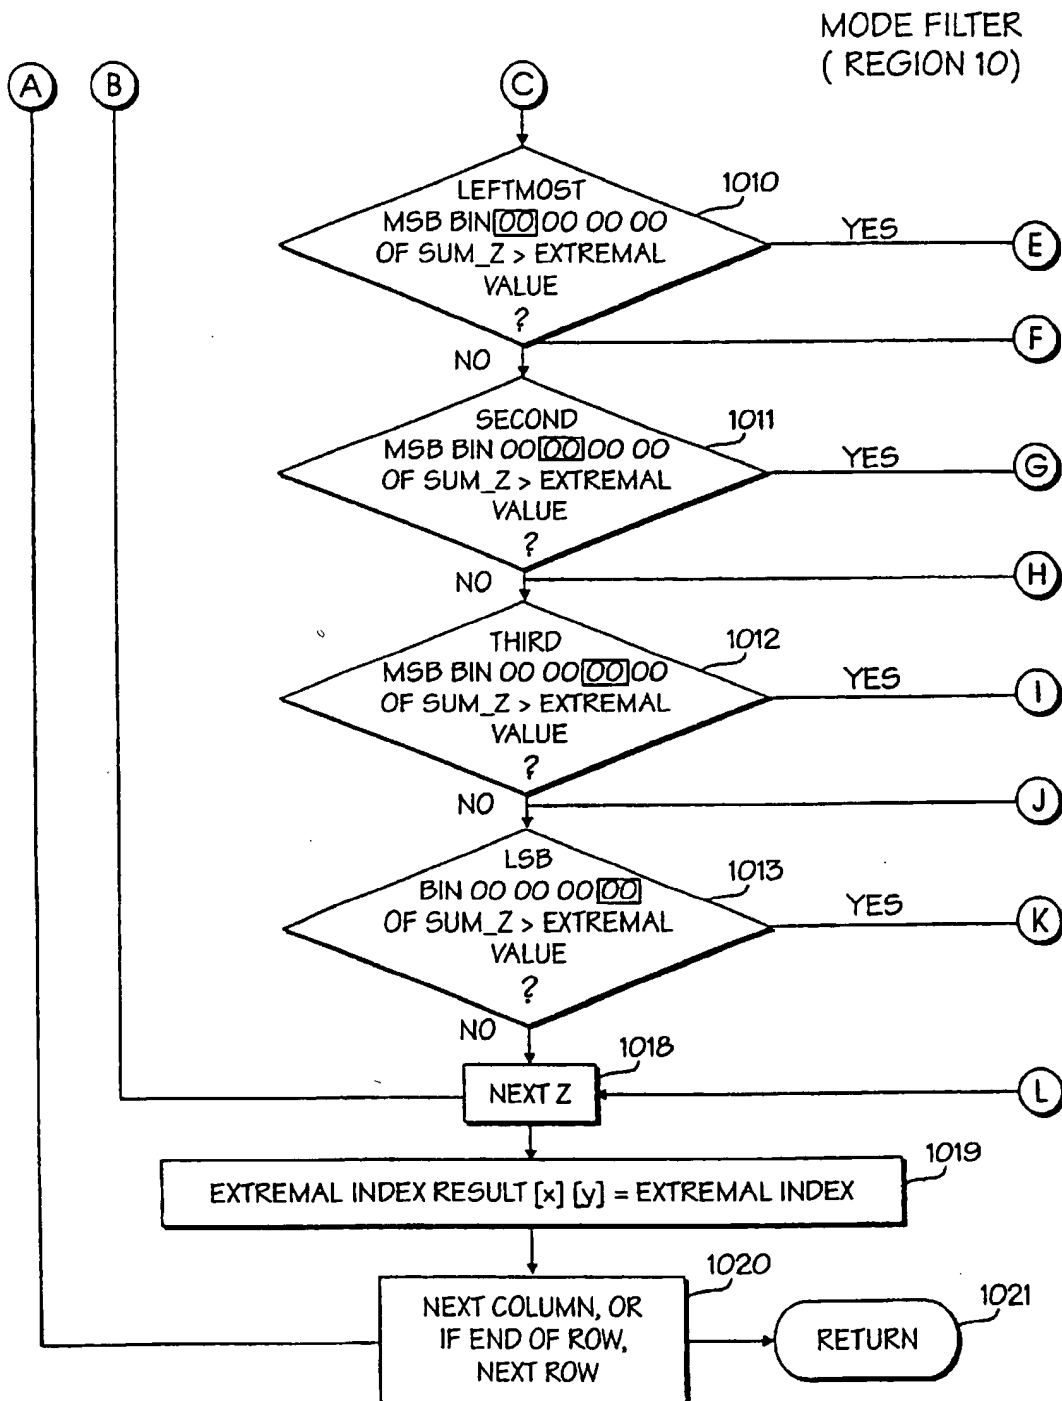 MODE FILTER
( REGION 10)
A
B
C
LEFTMOST
MSB BIN 00 00 00 00
OF SUM_Z > EXTREMAL
VALUE
?
1010
YES
E
NO
F
SECOND
MSB BIN 00 00 00 00
OF SUM_Z > EXTREMAL
VALUE
?
1011
YES
G
NO
H
THIRD
MSB BIN 00 00 00 00
OF SUM_Z > EXTREMAL
VALUE
?
1012
YES
I
NO
J
LSB
BIN 00 00 00 00
OF SUM_Z > EXTREMAL
VALUE
?
1013
YES
K
NO
NEXT Z
1018
L
EXTREMAL INDEX RESULT [x] [y] = EXTREMAL INDEX
1019
NEXT COLUMN, OR
IF END OF ROW,
NEXT ROW
1020
RETURN
1021